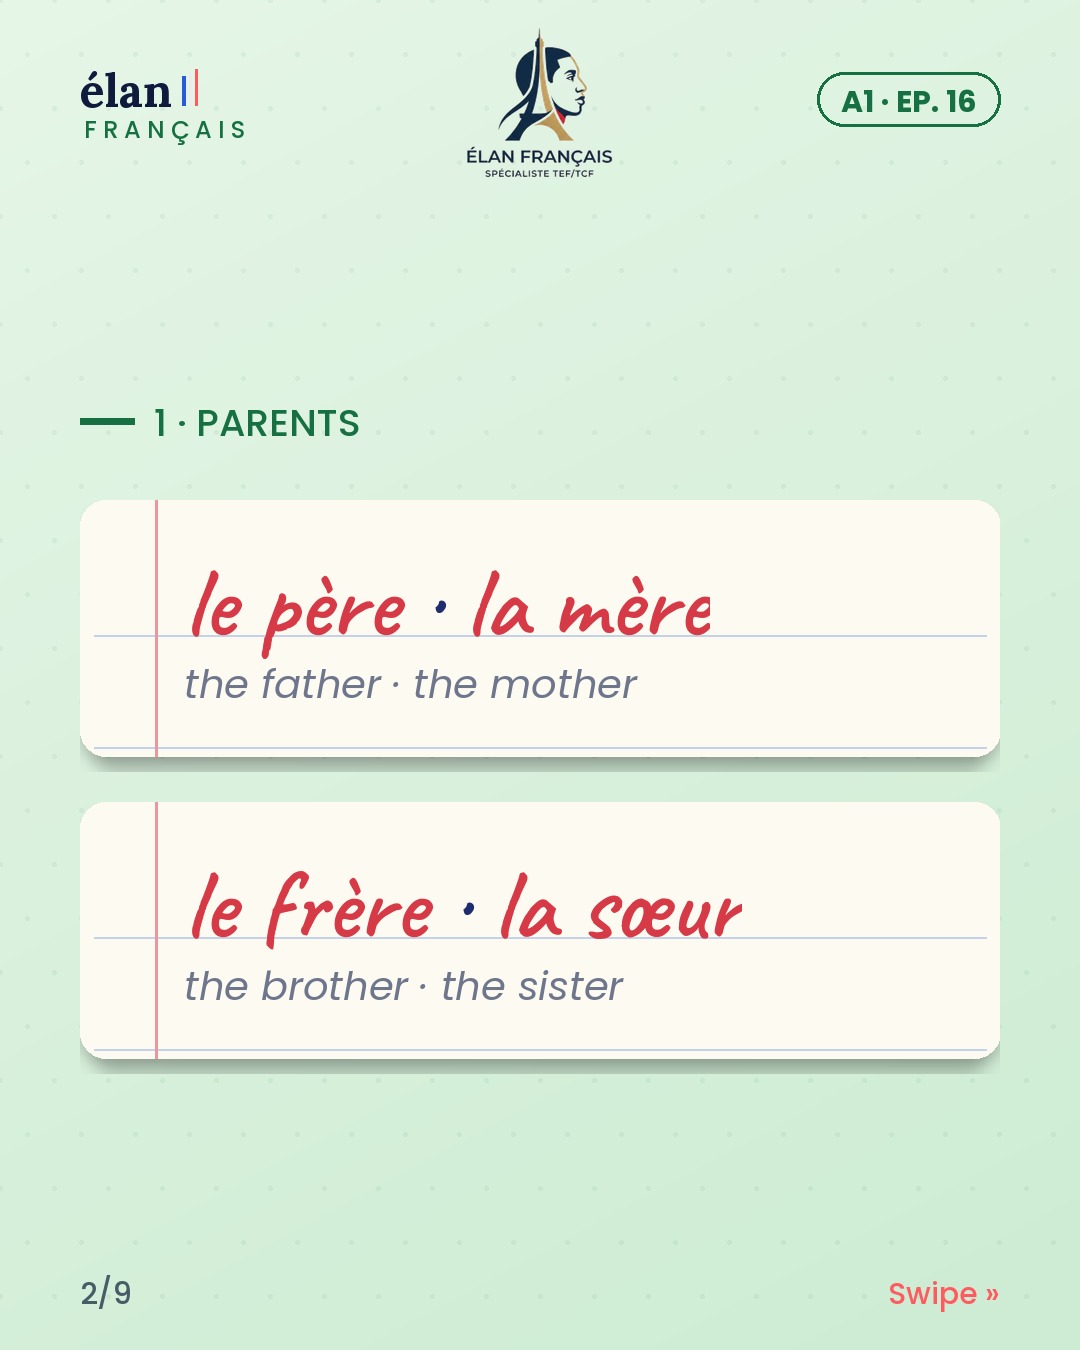 élan
FRANÇAIS
ÉLAN FRANÇAIS
SPÉCIALISTE TEF/TCF
A1 · EP. 16
1 · PARENTS
le père · la mère
the father · the mother
le frère · la sœur
the brother · the sister
2/9
Swipe »